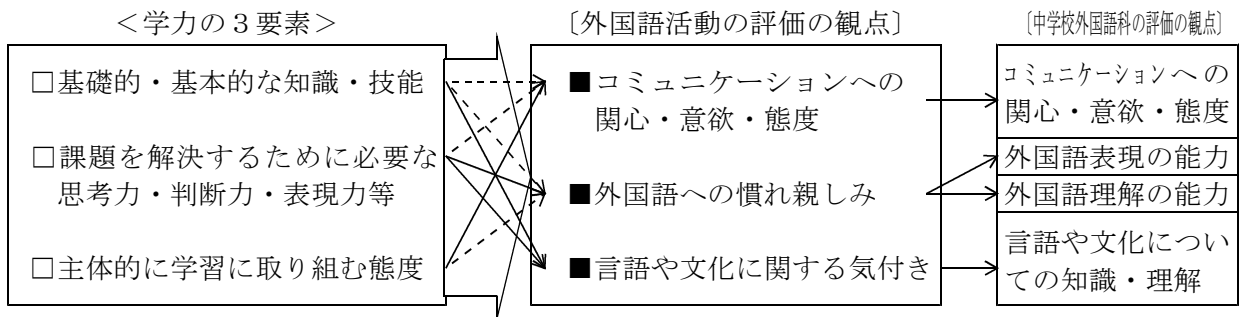 ＜学力の３要素＞
□基礎的・基本的な知識・技能
□課題を解決するために必要な
思考力・判断力・表現力等
□主体的に学習に取り組む態度
〔外国語活動の評価の観点〕
■コミュニケーションへの
関心・意欲・態度
■外国語への慣れ親しみ
■言語や文化に関する気付き
〔中学校外国語科の評価の観点〕
コミュニケーションへの
関心・意欲・態度
外国語表現の能力
外国語理解の能力
言語や文化につい
ての知識・理解